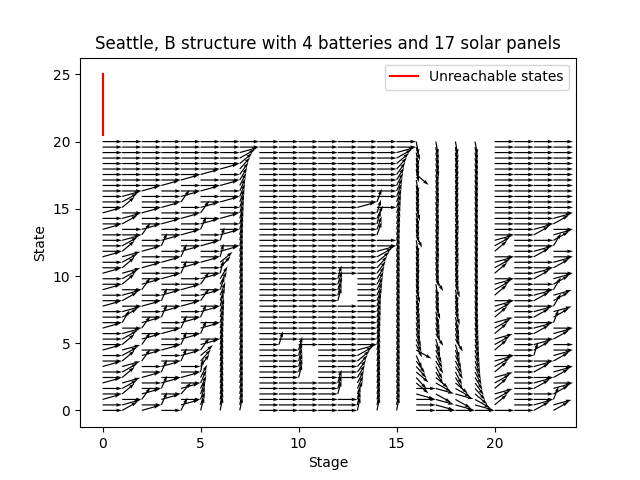 Seattle, B structure with 4 batteries and 17 solar panels
Unreachable states
25
20
15
10
5
0
State
0 5 10 15 20
Stage